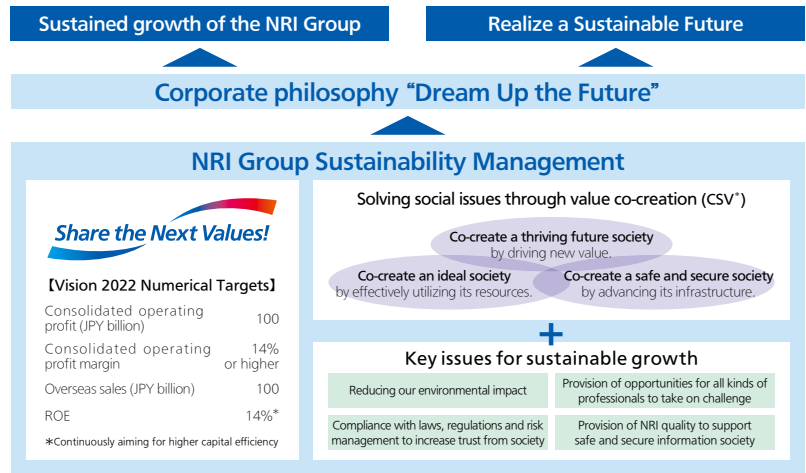 Sustained growth of the NRI Group
Realize a Sustainable Future
Corporate philosophy “Dream Up the Future”
NRI Group Sustainability Management
Share the Next Values!
【Vision 2022 Numerical Targets】
Consolidated operating
profit (JPY billion) 100
Consolidated operating 14%
profit margin or higher
Overseas sales (JPY billion) 100
ROE 14%*
*Continuously aiming for higher capital efficiency
Solving social issues through value co-creation (CSV*)
Co-create a thriving future society
by driving new value.
Co-create an ideal society
by effectively utilizing its resources.
Co-create a safe and secure society
by advancing its infrastructure.
+
Key issues for sustainable growth
Reducing our environmental impact
Provision of opportunities for all kinds of
professionals to take on challenge
Compliance with laws, regulations and risk
management to increase trust from society
Provision of NRI quality to support
safe and secure information society